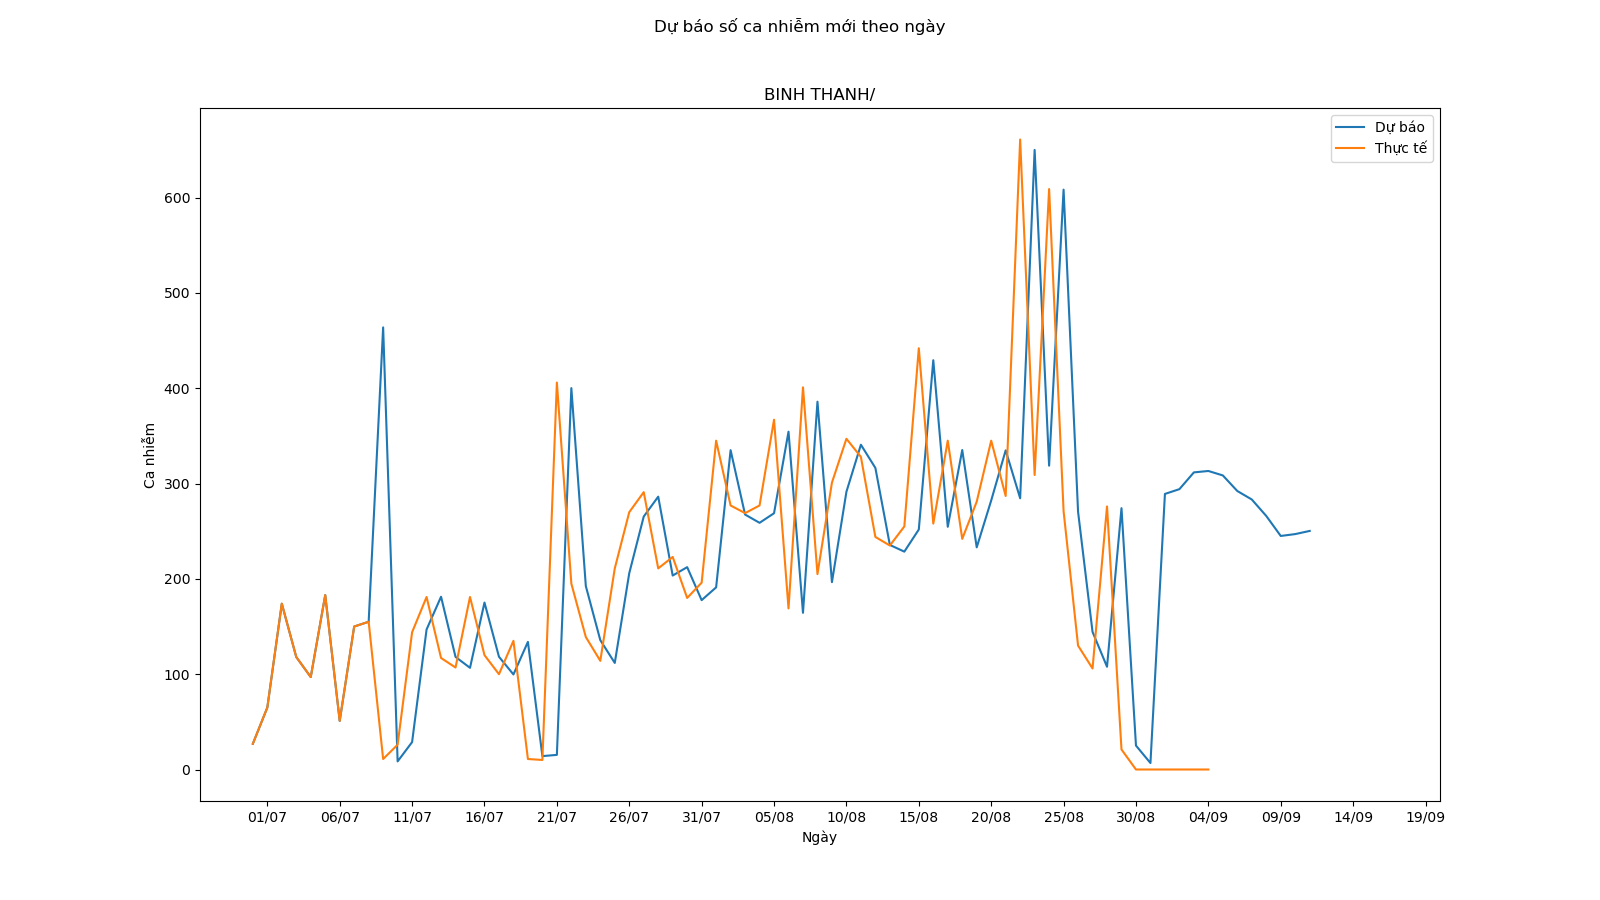 Dự báo số ca nhiễm mới theo ngày
BINH THANH/
Dự báo
Thực tế
Ca nhiễm
600
500
400
300
200
100
0
01/07 06/07 11/07 16/07 21/07 26/07 31/07 05/08 10/08 15/08 20/08 25/08 30/08 04/09 09/09 14/09 19/09
Ngày